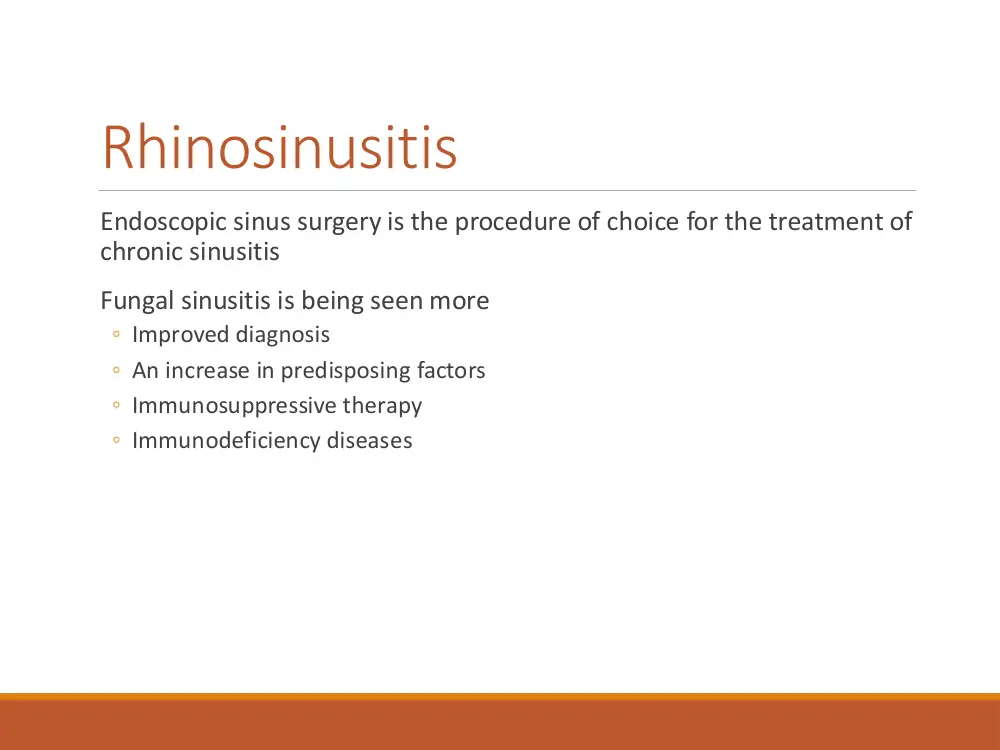 Rhinosinusitis
Endoscopic sinus surgery is the procedure of choice for the treatment of
chronic sinusitis
Fungal sinusitis is being seen more
◦ Improved diagnosis
◦ An increase in predisposing factors
◦ Immunosuppressive therapy
◦ Immunodeficiency diseases